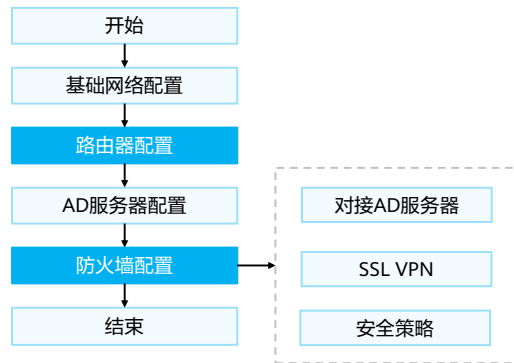 开始
基础网络配置
路由器配置
AD服务器配置
防火墙配置
结束
对接AD服务器
SSL VPN
安全策略